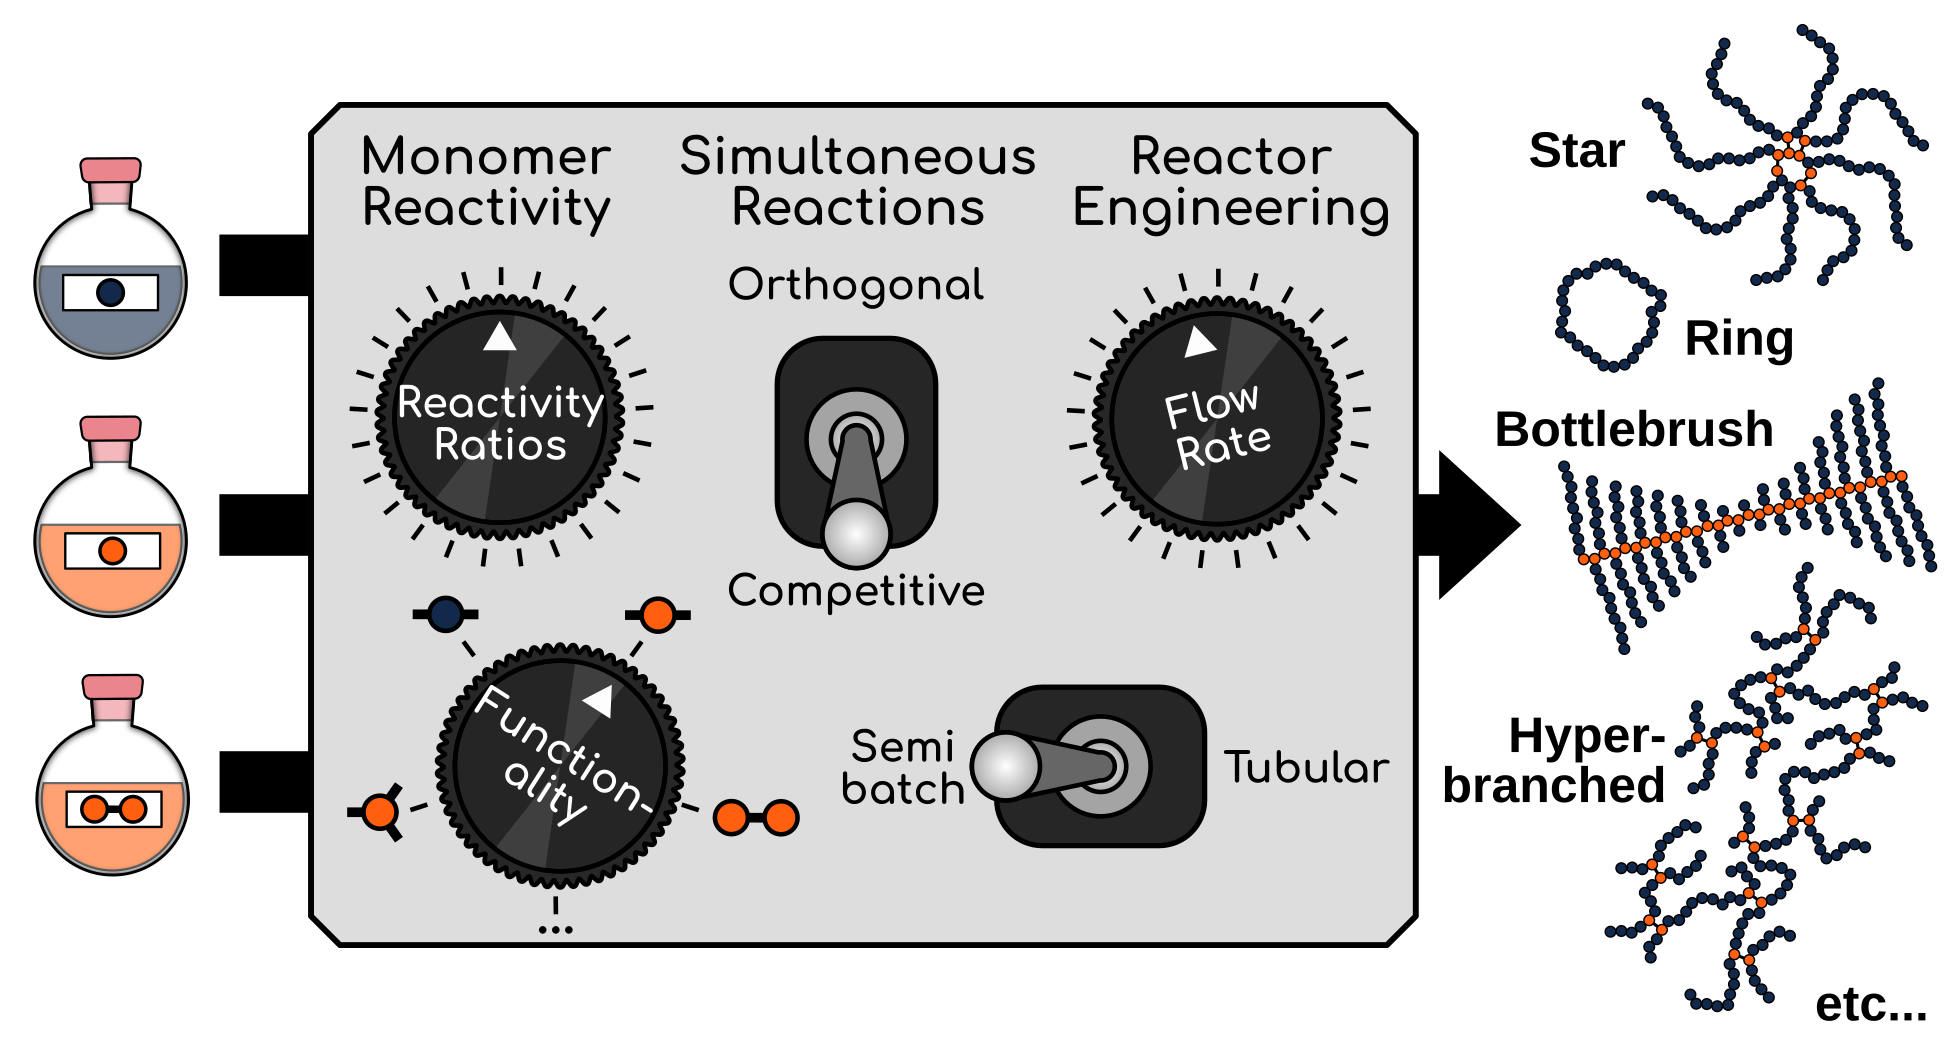 Monomer
Reactivity
Simultaneous
Reactions
Reactor
Engineering
Reactivity
Ratios
Orthogonal
Competitive
Flow
Rate
Function-
ality
...
Semi
batch
Tubular
Star
Ring
Bottlebrush
Hyper-
branched
etc...